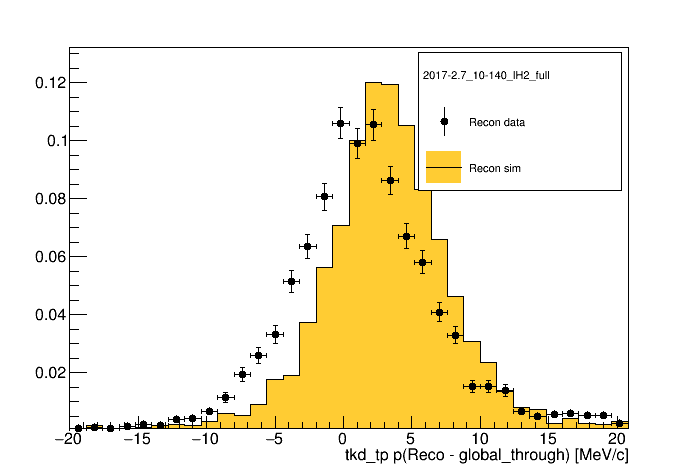 2017-2.7_10-140_lH2_full
Recon data
Recon sim
0.12
0.1
0.08
0.06
0.04
0.02
−20 −15 −10 −5 0 5 10 15 20
tkd_tp p(Reco - global_through) [MeV/c]